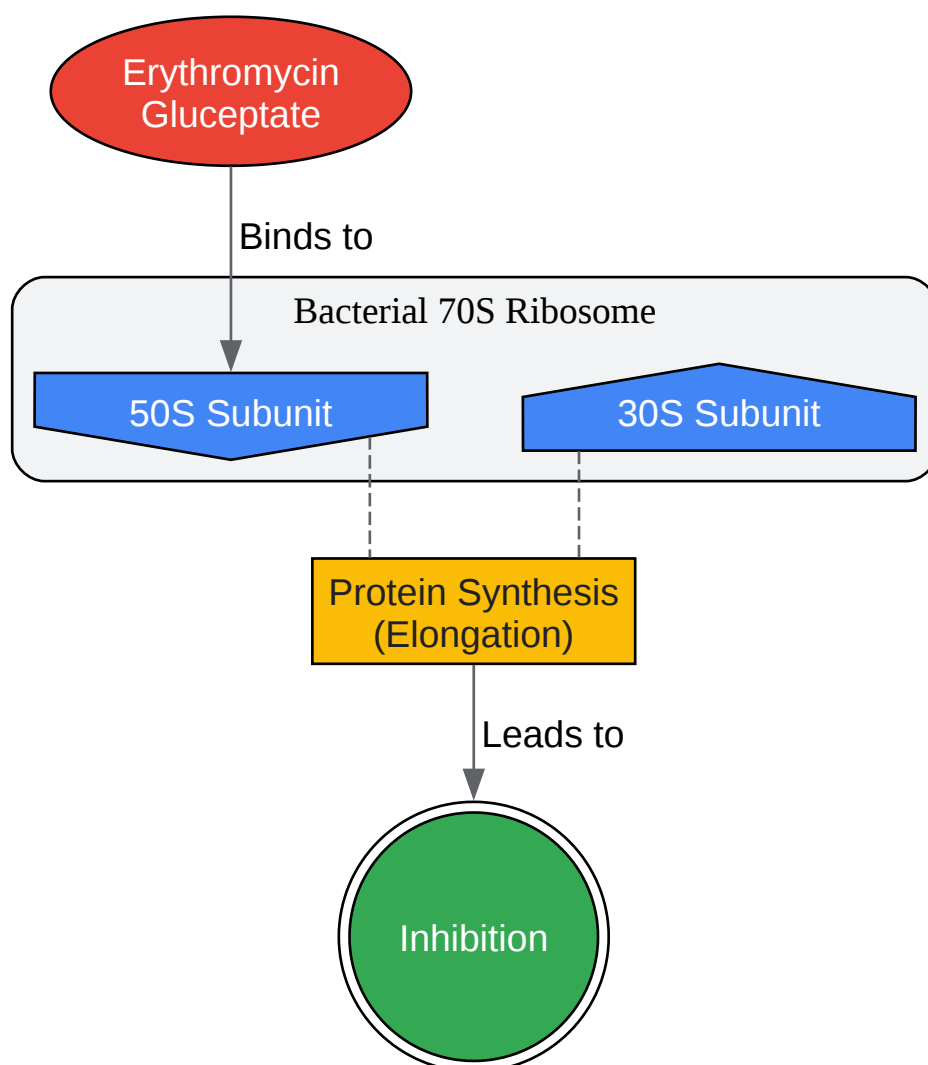 Erythromycin
Gluceptate
Binds to
Bacterial 70S Ribosome
50S Subunit
30S Subunit
Protein Synthesis
(Elongation)
Leads to
Inhibition